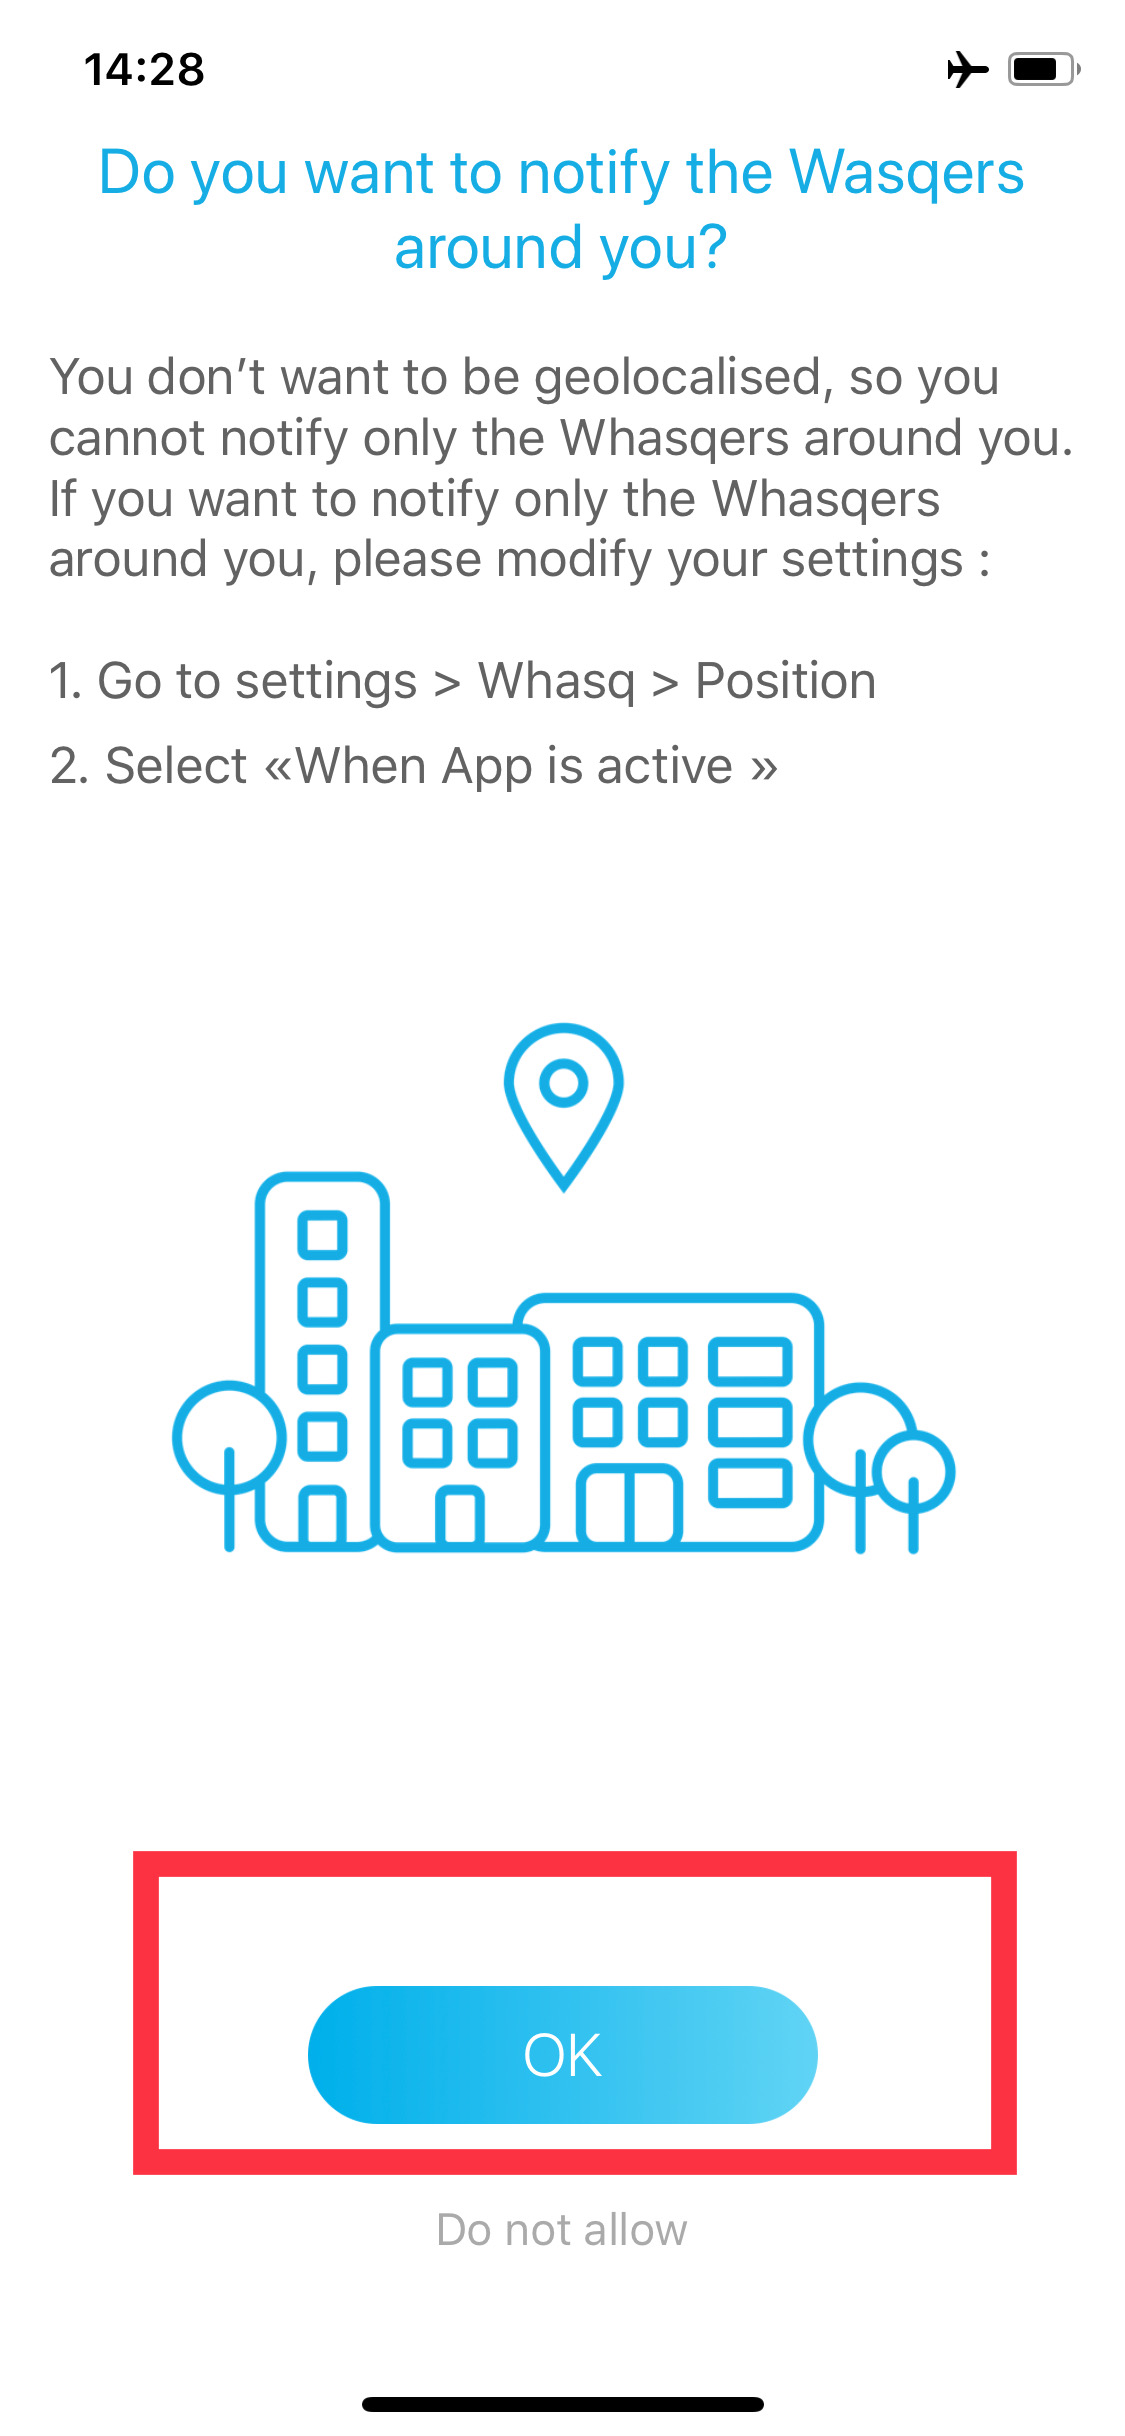 14:28
Do you want to notify the Wasqers
around you?
You don’t want to be geolocalised, so you
cannot notify only the Whasqers around you.
If you want to notify only the Whasqers
around you, please modify your settings :
1. Go to settings > Whasq > Position
2. Select «When App is active »
OK
Do not allow